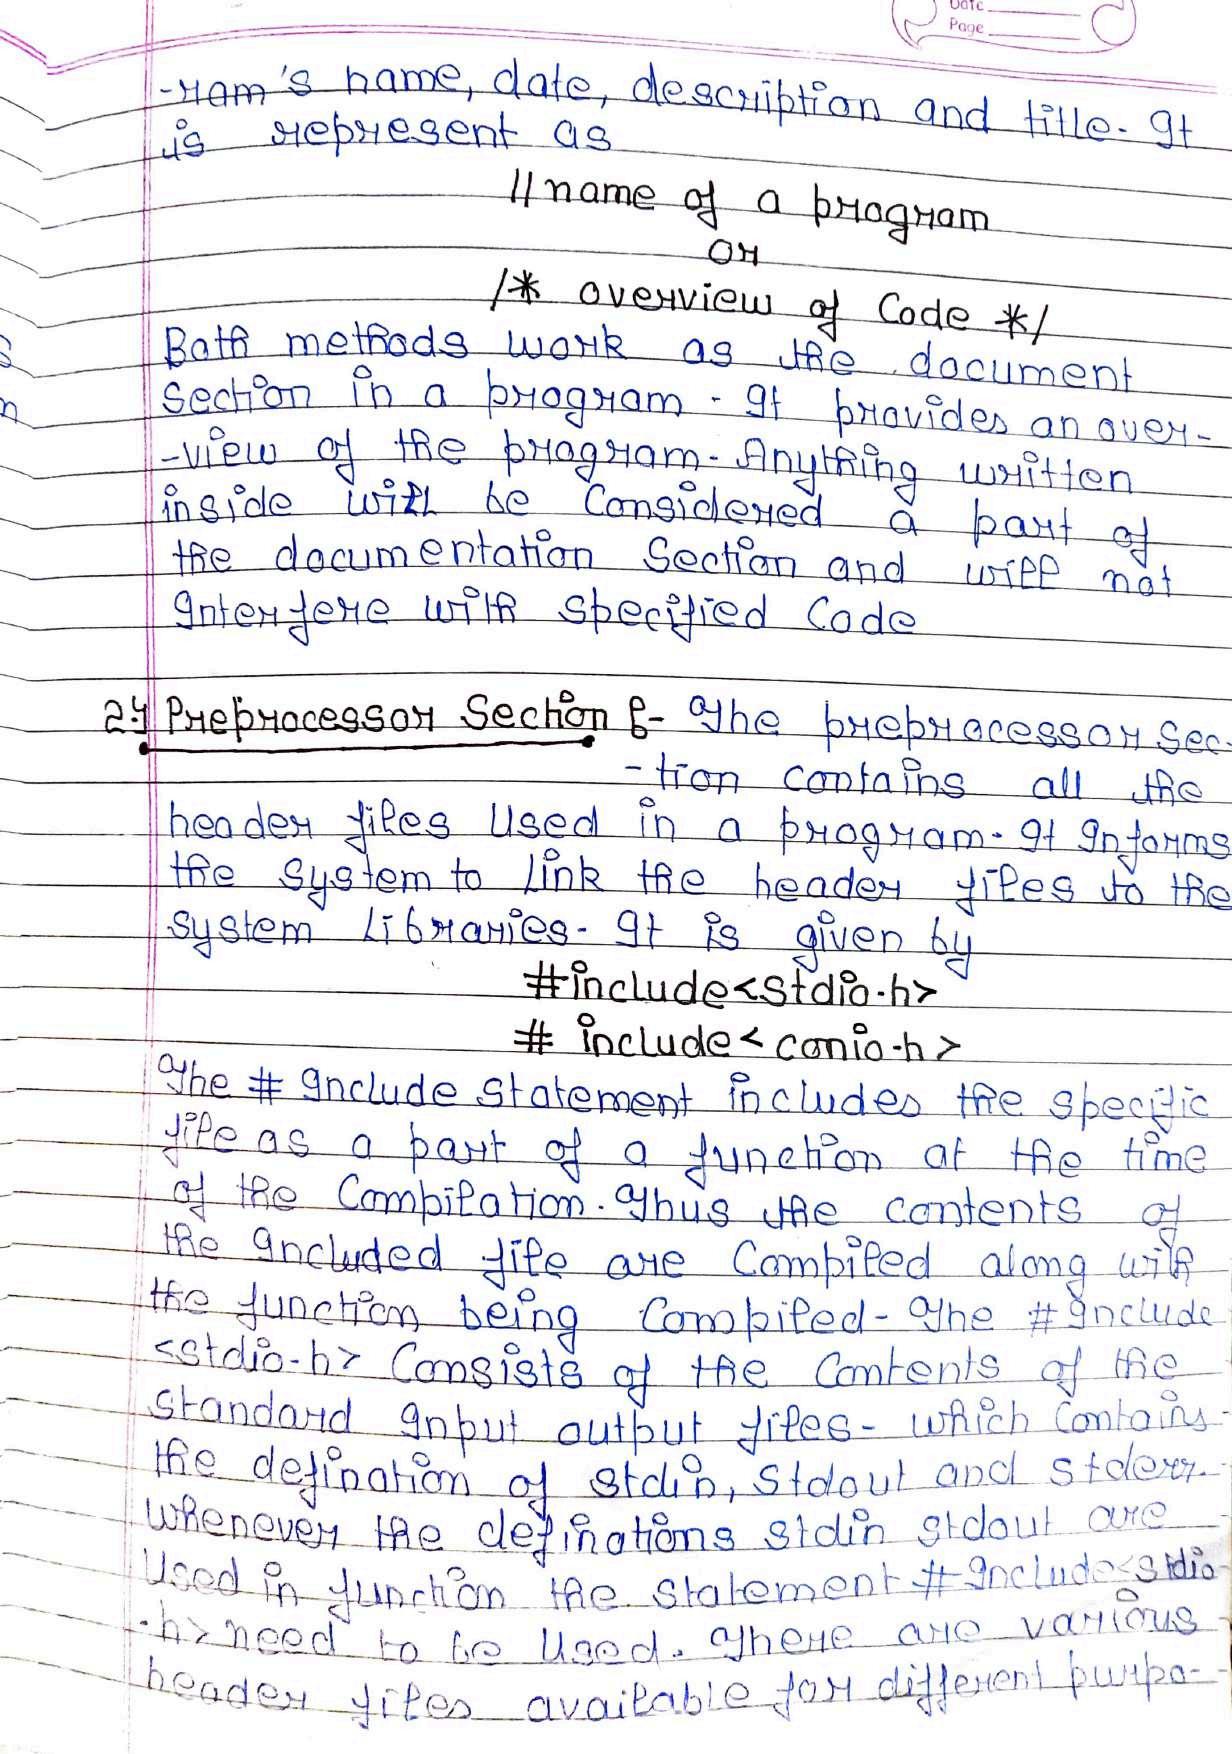 Date
Page
-ram's name, date, description and title. It
is represent as
//name of a program
or
/* overview of Code */
Both methods work as the document
Section in a program. It provides an over-
-view of the program. Anything written
inside will be Considered a part of
the documentation Section and will not
Interfere with specified Code
s
n
2.} Preprocessor Section :- The preprocessor Sec-
-tion contains all the
header files Used in a program. It Informs
the System to Link the header files to the
system Libraries. It is given by
#include<stdio.h>
# include<conio.h>
The # Include Statement includes the specific
file as a part of a function at the time
of the Compilation. Thus the contents of
the Included file are Compiled along with
the function being Compiled. The # Include
<stdio.h> Consists of the Contents of the
standard Input output files. which Contains
the defination of stdin, Stdout and stderr.
Whenever the definations stdin stdout are
Used in function the statement # Include<stdio
.h> need to be Used. There are various
header files available for different purpo-